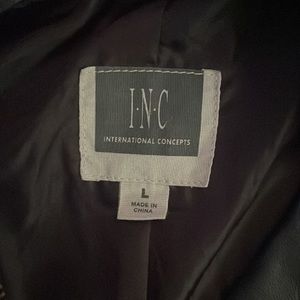 I·N·C
INTERNATIONAL CONCEPTS
L
MADE IN
CHINA